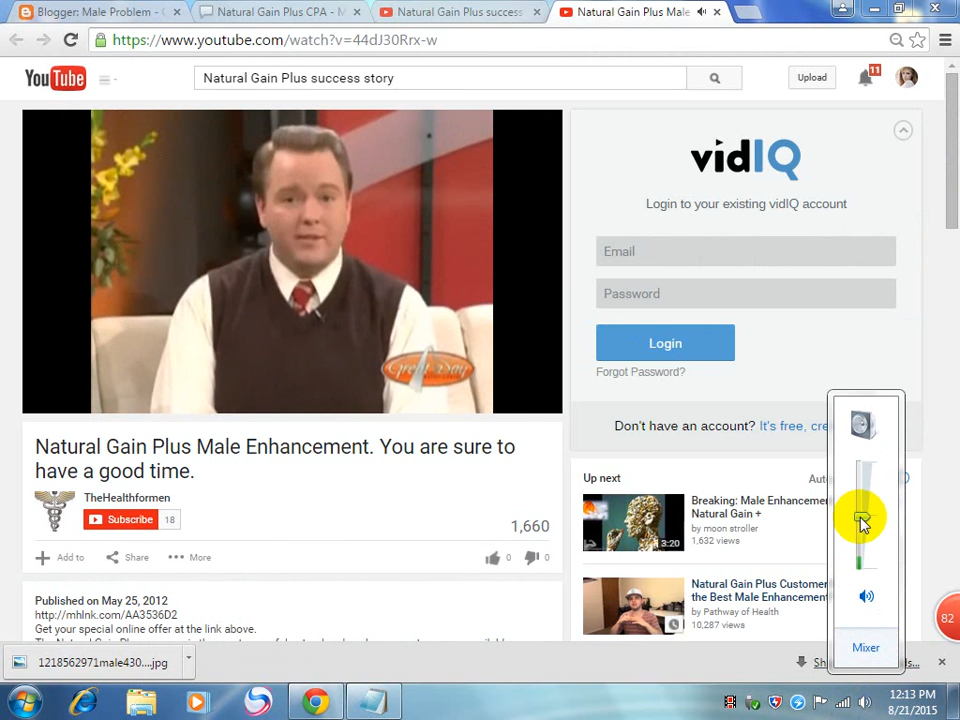 Blogger: Male Problem - C
Natural Gain Plus CPA - M
Natural Gain Plus success
Natural Gain Plus Male
https://www.youtube.com/watch?v=44dJ30Rrx-w
YouTube
Natural Gain Plus success story
Upload
11
Great Day
vidIQ
Login to your existing vidIQ account
Email
Password
Login
Forgot Password?
Don't have an account? It's free, cre
Natural Gain Plus Male Enhancement. You are sure to
have a good time.
TheHealthformen
Subscribe 18
1,660
Add to Share More 0 0
Published on May 25, 2012
http://mhlnk.com/AA3536D2
Get your special online offer at the link above.
Up next
Breaking: Male Enhancement
Natural Gain +
by moon stroller
1,632 views
3:20
Natural Gain Plus Customer
the Best Male Enhancement
by Pathway of Health
10,287 views
Mixer
82
1218562971male430....jpg
12:13 PM
8/21/2015